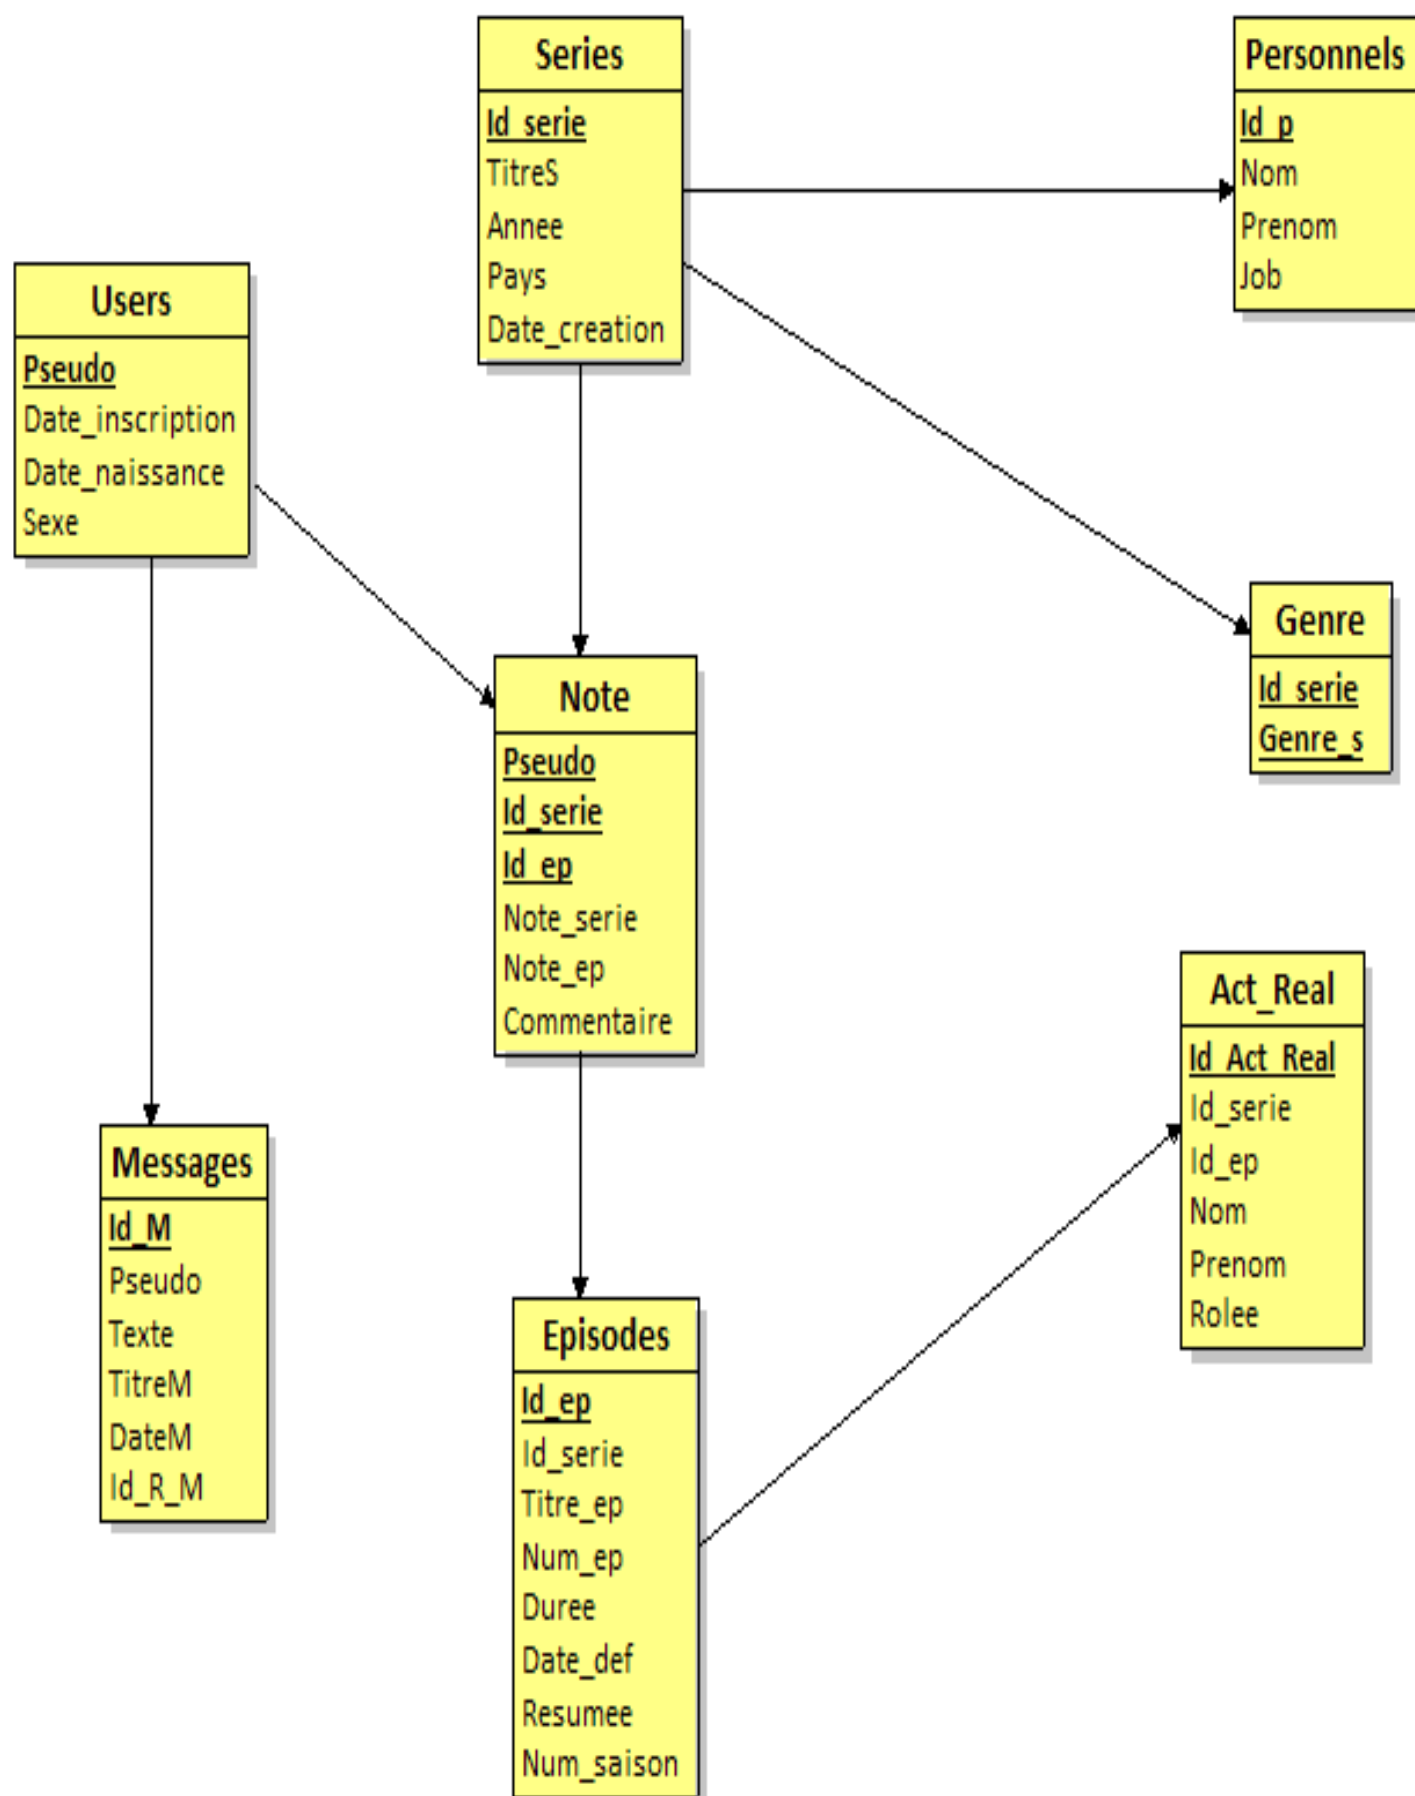 Series
Id_serie
TitreS
Annee
Pays
Date_creation
Personnels
Id_p
Nom
Prenom
Job
Users
Pseudo
Date_inscription
Date_naissance
Sexe
Genre
Id_serie
Genre_s
Note
Pseudo
Id_serie
Id_ep
Note_serie
Note_ep
Commentaire
Act_Real
Id_Act_Real
Id_serie
Id_ep
Nom
Prenom
Rolee
Messages
Id_M
Pseudo
Texte
TitreM
DateM
Id_R_M
Episodes
Id_ep
Id_serie
Titre_ep
Num_ep
Duree
Date_def
Resumee
Num_saison